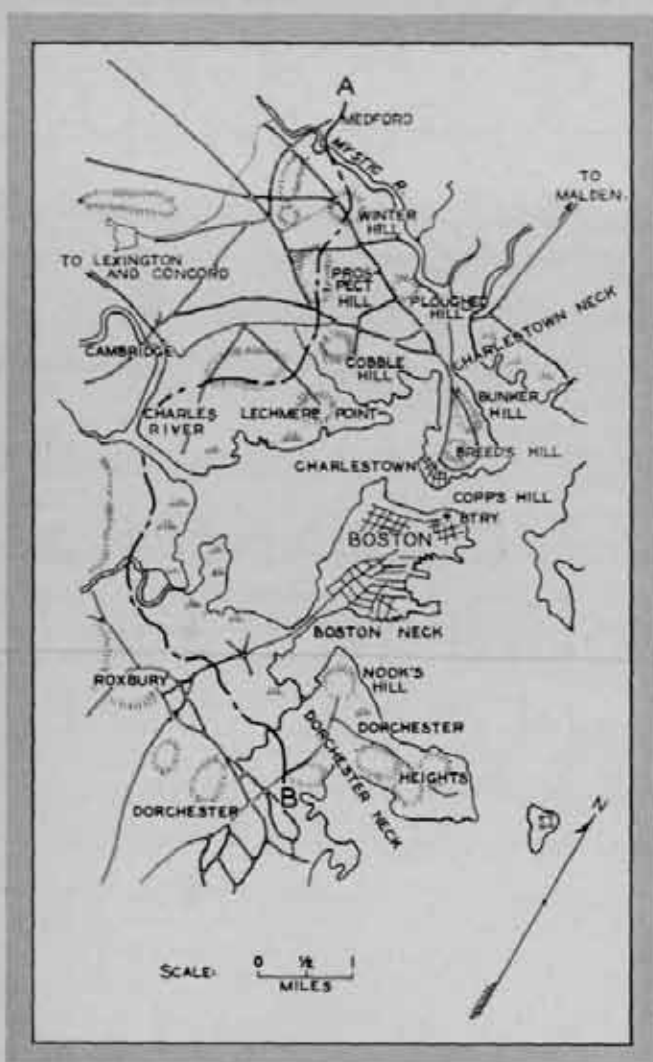 A
MEDFORD
MYSTIC R.
TO
MALDEN.
WINTER
HILL
TO LEXINGTON
AND CONCORD
PROS-
PECT
HILL
PLOUGHED
HILL
CHARLESTOWN NECK
CAMBRIDGE
COBBLE
HILL
BUNKER
HILL
CHARLES
RIVER
LECHMERE POINT
BREED'S HILL
CHARLESTOWN
COPP'S HILL
BTRY
BOSTON
BOSTON NECK
ROXBURY
NOOK'S
HILL
DORCHESTER
HEIGHTS
DORCHESTER NECK
DORCHESTER
B
N
SCALE:
0 ½ 1
MILES